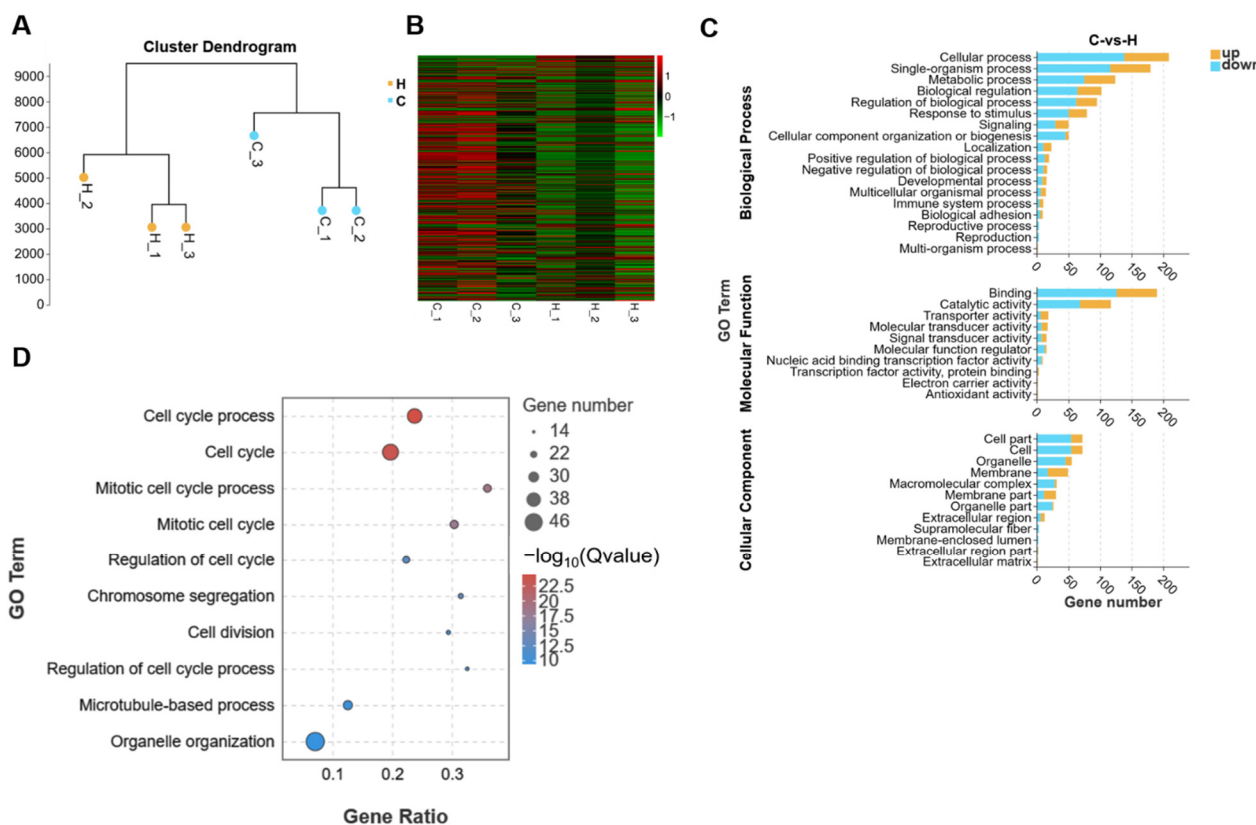 A
Cluster Dendrogram
9000
8000
7000
6000
5000
4000
3000
2000
1000
0
H_2
H_1
H_3
C_3
C_1
C_2
H
C
B
1
0
−1
C_1
C_2
C_3
H_1
H_2
H_3
C
C-vs-H
up
down
GO Term
Biological Process
Cellular process
Single-organism process
Metabolic process
Biological regulation
Regulation of biological process
Response to stimulus
Signaling
Cellular component organization or biogenesis
Localization
Positive regulation of biological process
Negative regulation of biological process
Developmental process
Multicellular organismal process
Immune system process
Biological adhesion
Reproductive process
Reproduction
Multi-organism process
0
50
100
150
200
Molecular Function
Binding
Catalytic activity
Transporter activity
Molecular transducer activity
Signal transducer activity
Molecular function regulator
Nucleic acid binding transcription factor activity
Transcription factor activity, protein binding
Electron carrier activity
Antioxidant activity
0
50
100
150
200
Cellular Component
Cell part
Cell
Organelle
Membrane
Macromolecular complex
Membrane part
Organelle part
Extracellular region
Supramolecular fiber
Membrane-enclosed lumen
Extracellular region part
Extracellular matrix
0
50
100
150
200
Gene number
D
GO Term
Cell cycle process
Cell cycle
Mitotic cell cycle process
Mitotic cell cycle
Regulation of cell cycle
Chromosome segregation
Cell division
Regulation of cell cycle process
Microtubule-based process
Organelle organization
0.1
0.2
0.3
Gene Ratio
Gene number
14
22
30
38
46
−log10(Qvalue)
22.5
20
17.5
15
12.5
10